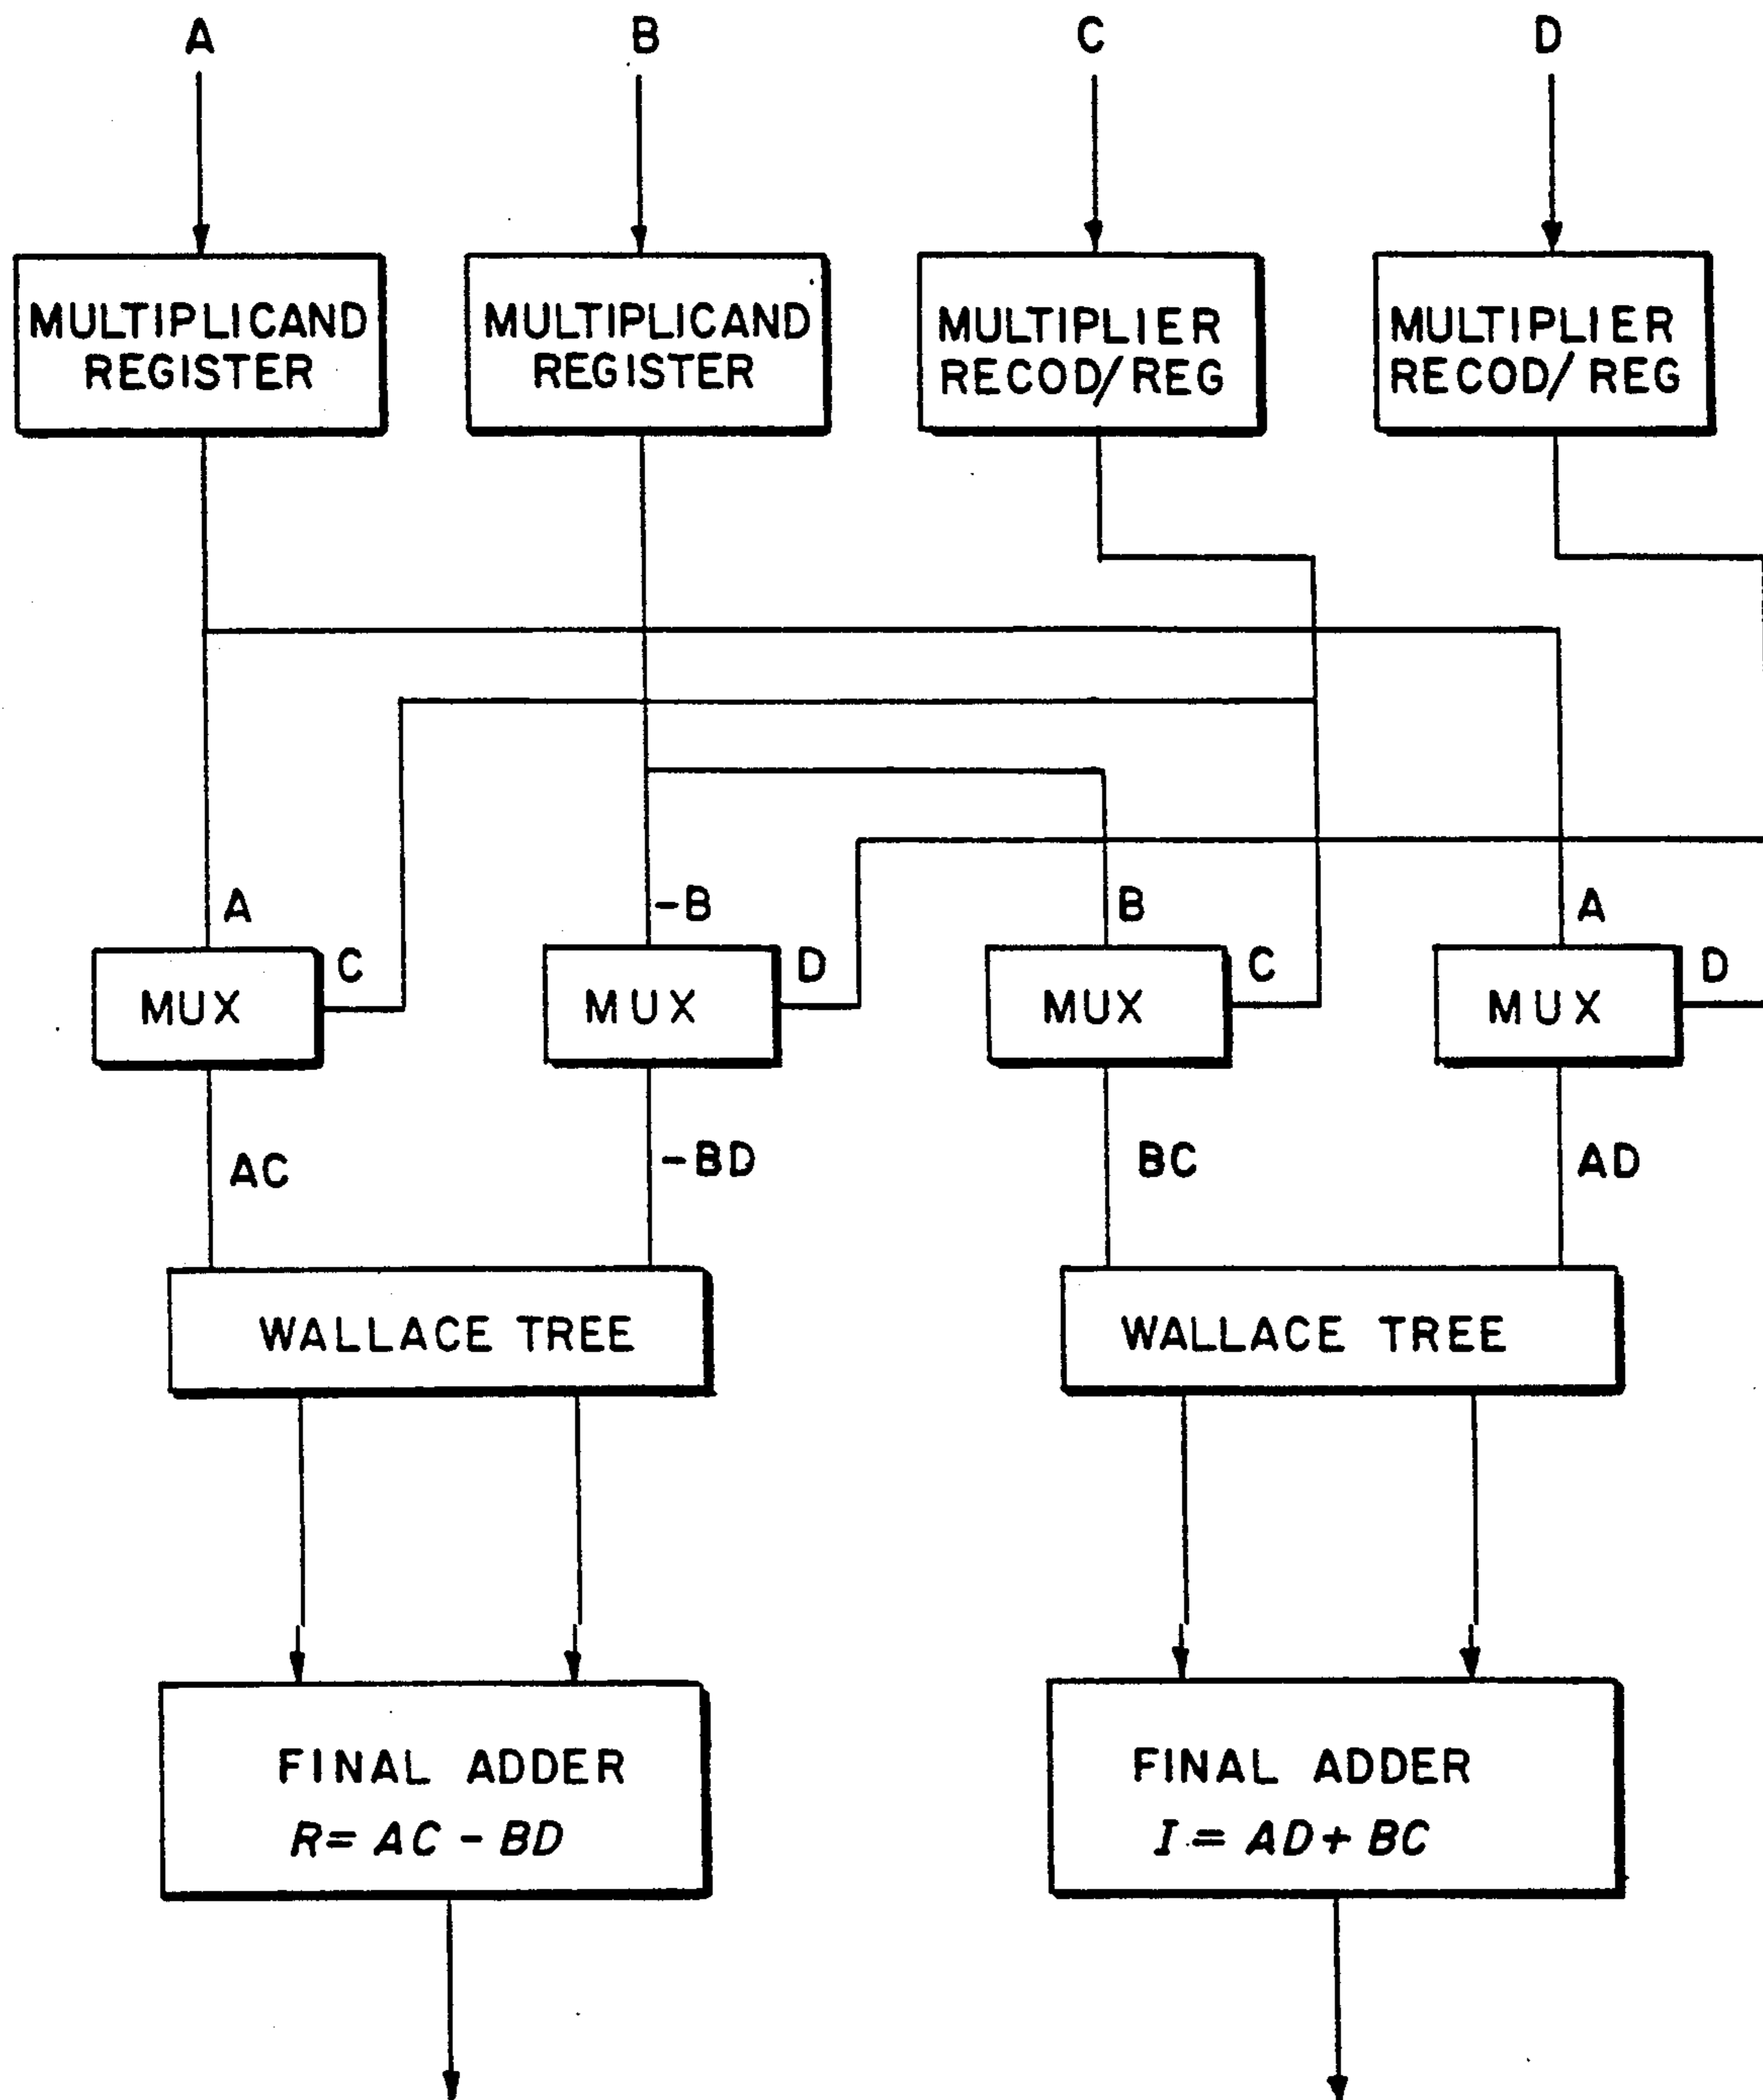 A
B
C
D
MULTIPLICAND
REGISTER
MULTIPLICAND
REGISTER
MULTIPLIER
RECOD/REG
MULTIPLIER
RECOD/REG
A
-B
B
A
C
D
C
D
MUX
MUX
MUX
MUX
AC
-BD
BC
AD
WALLACE TREE
WALLACE TREE
FINAL ADDER
R = AC - BD
FINAL ADDER
I = AD + BC